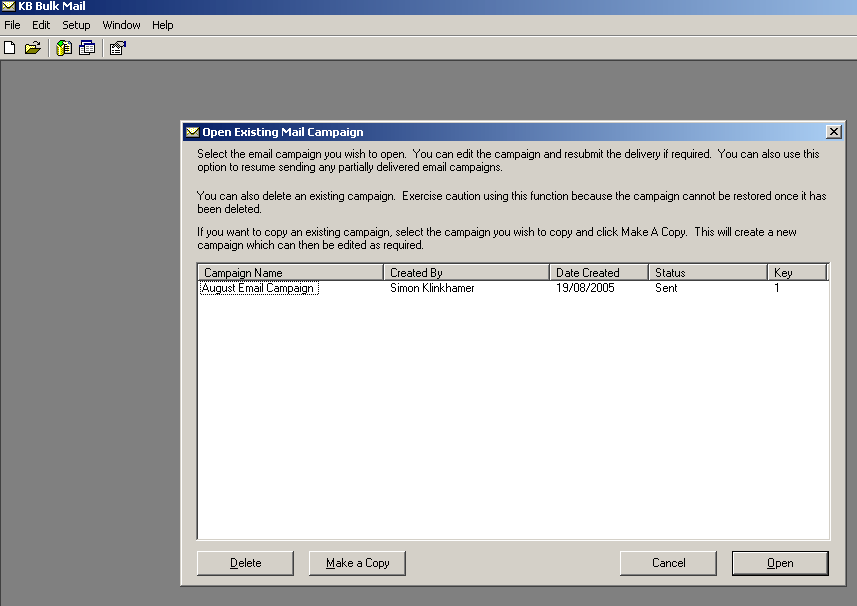 KB Bulk Mail
File Edit Setup Window Help
Open Existing Mail Campaign
Select the email campaign you wish to open. You can edit the campaign and resubmit the delivery if required. You can also use this
option to resume sending any partially delivered email campaigns.
You can also delete an existing campaign. Exercise caution using this function because the campaign cannot be restored once it has
been deleted.
If you want to copy an existing campaign, select the campaign you wish to copy and click Make A Copy. This will create a new
campaign which can then be edited as required.
Campaign Name Created By Date Created Status Key
August Email Campaign Simon Klinkhamer 19/08/2005 Sent 1
Delete Make a Copy Cancel Open